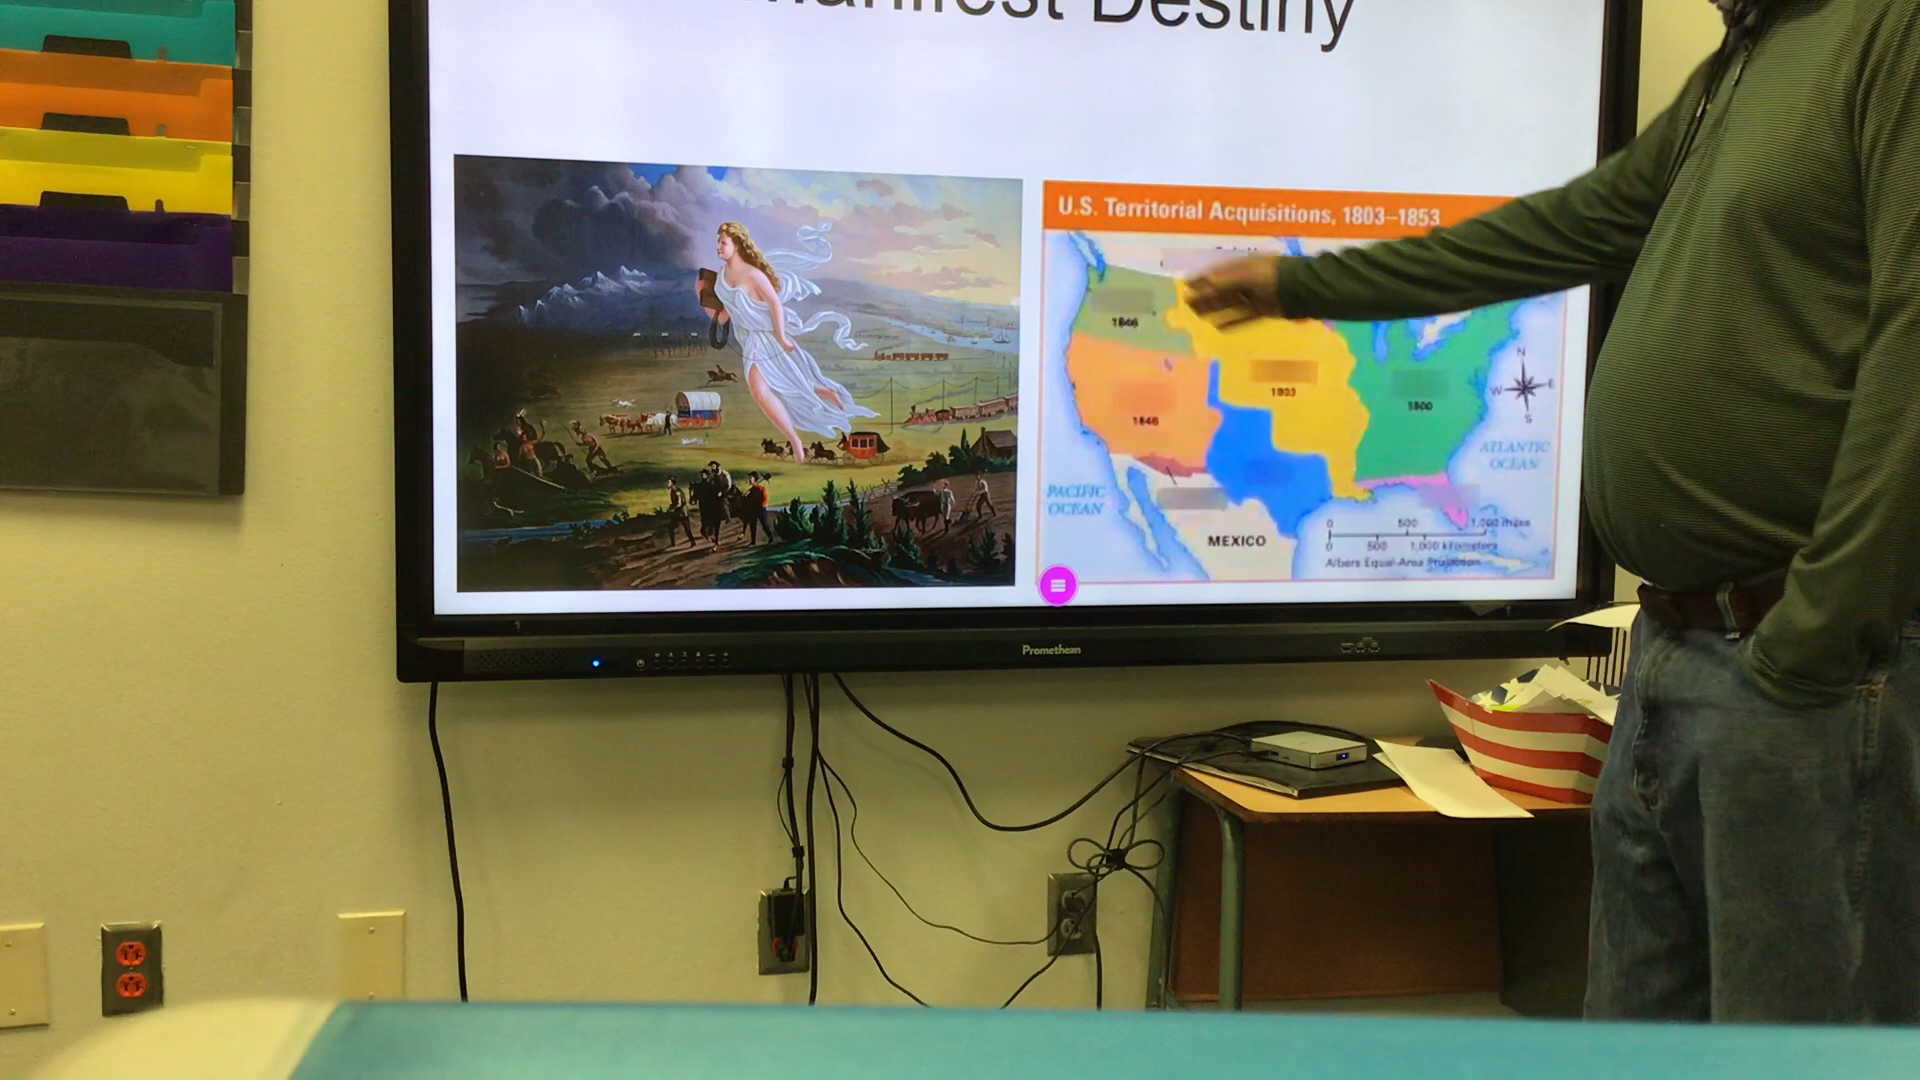 Manifest Destiny
U.S. Territorial Acquisitions, 1803–1853
1846
1803
1848
1800
N
W
E
S
ATLANTIC
OCEAN
PACIFIC
OCEAN
MEXICO
0 500 1,000 miles
0 500 1,000 kilometers
Albers Equal-Area Projection
Promethean